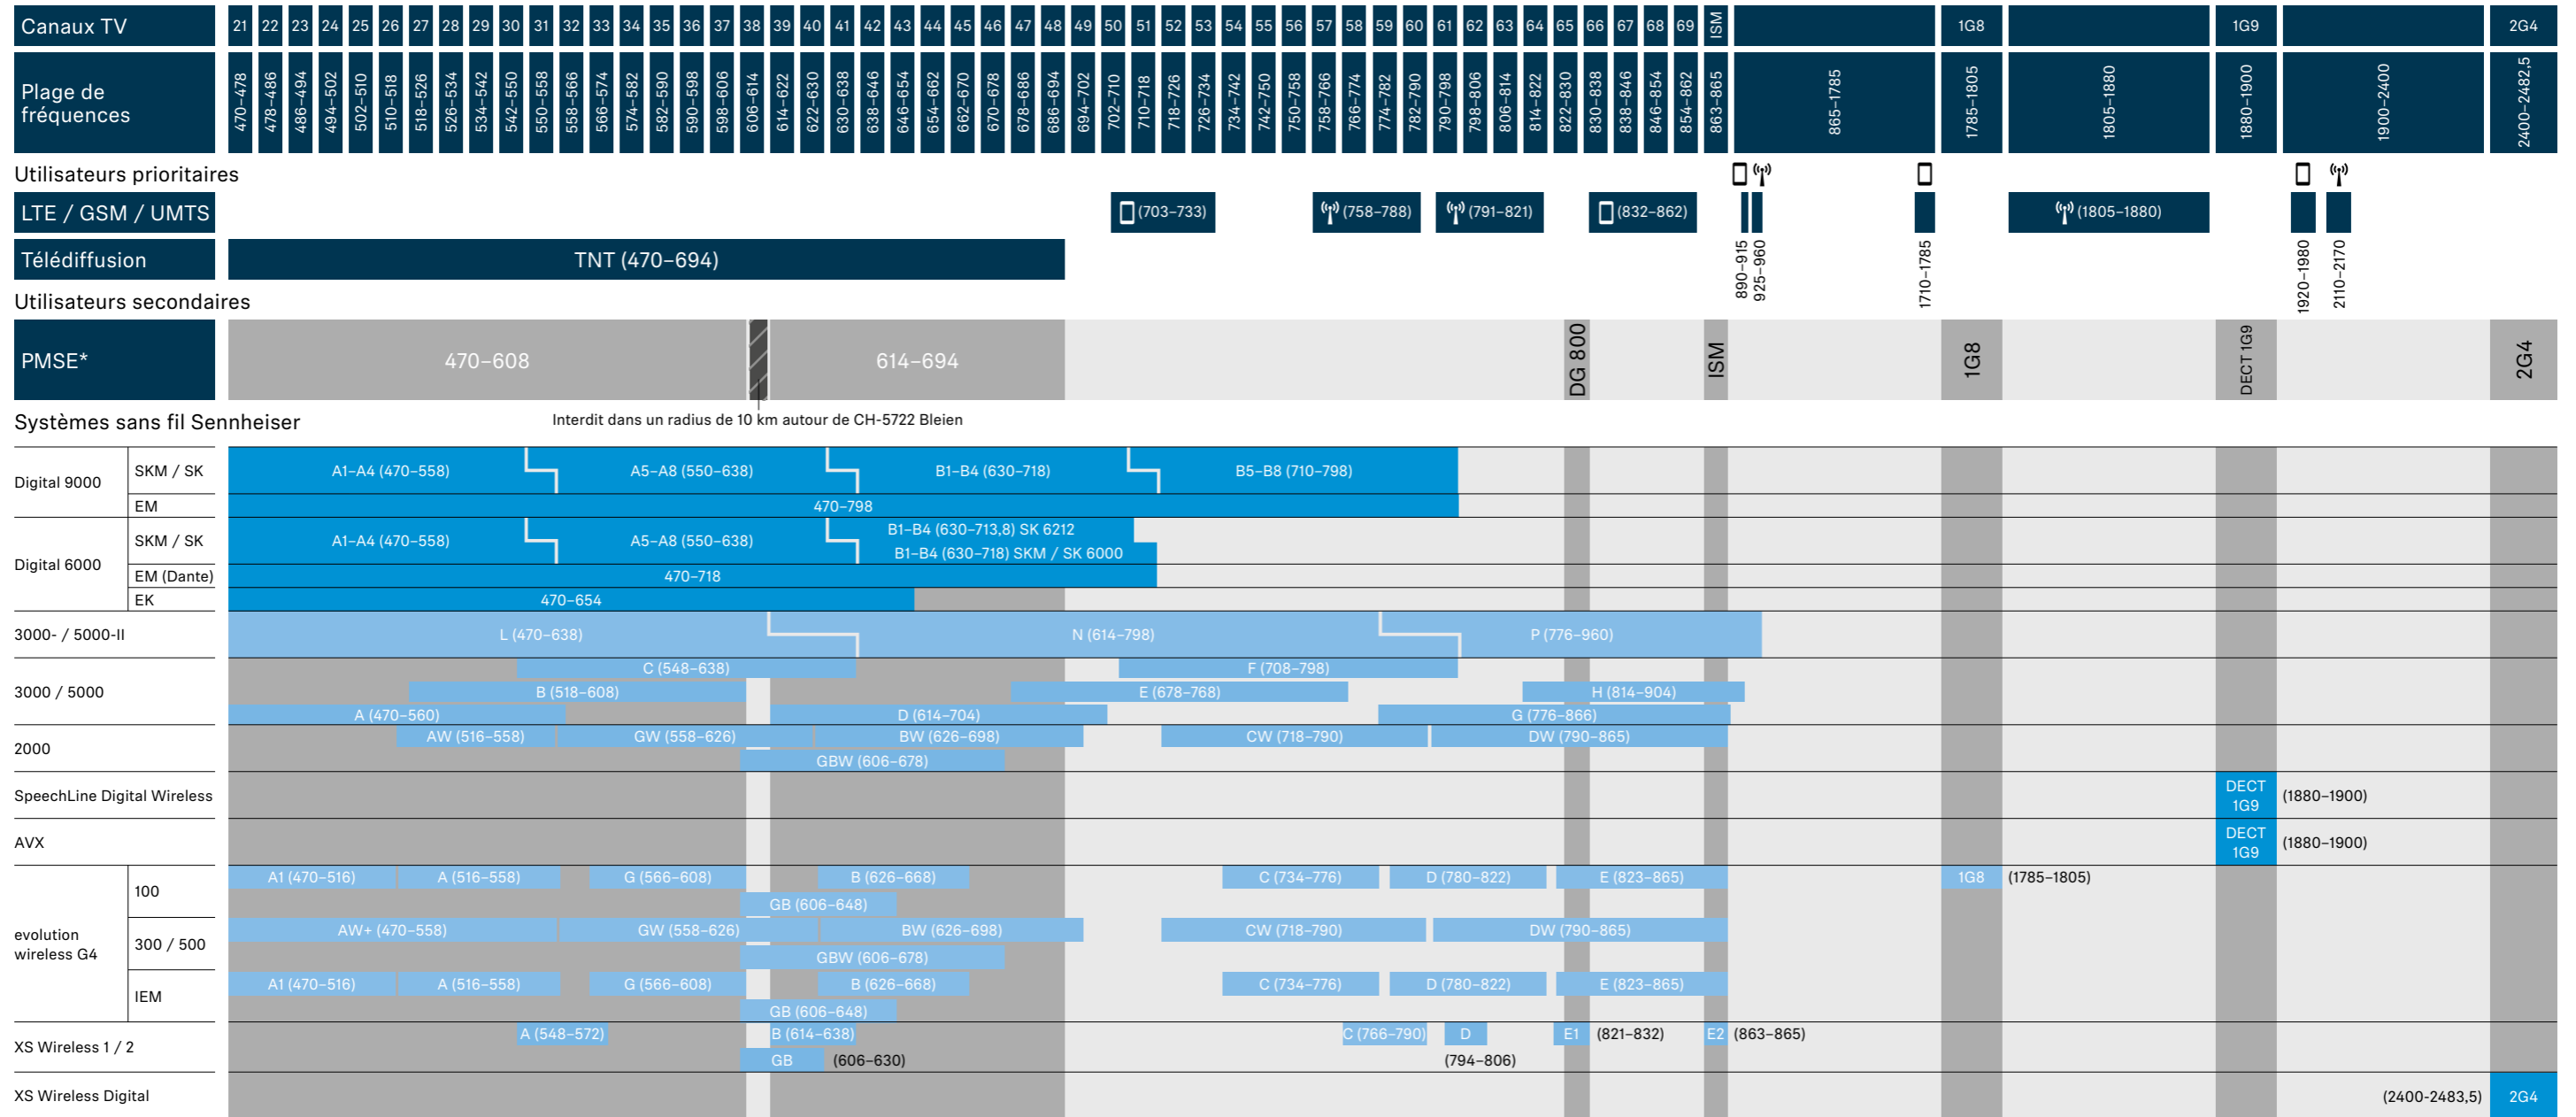 Canaux TV 21 22 23 24 25 26 27 28 29 30 31 32 33 34 35 36 37 38 39 40 41 42 43 44 45 46 47 48 49 50 51 52 53 54 55 56 57 58 59 60 61 62 63 64 65 66 67 68 69 ISM 1G8 1G9 2G4
Plage de
fréquences
470–478 478–486 486–494 494–502 502–510 510–518 518–526 526–534 534–542 542–550 550–558 558–566 566–574 574–582 582–590 590–598 598–606 606–614 614–622 622–630 630–638 638–646 646–654 654–662 662–670 670–678 678–686 686–694 694–702 702–710 710–718 718–726 726–734 734–742 742–750 750–758 758–766 766–774 774–782 782–790 790–798 798–806 806–814 814–822 822–830 830–838 838–846 846–854 854–862 863–865 865–1785 1785–1805 1805–1880 1880–1900 1900–2400 2400–2482,5
Utilisateurs prioritaires
LTE / GSM / UMTS (703–733) (758–788) (791–821) (832–862) (1805–1880)
890–915 925–960 1710–1785 1920–1980 2110–2170
Télédiffusion TNT (470–694)
Utilisateurs secondaires
PMSE* 470–608 614–694 DG 800 ISM 1G8 DECT 1G9 2G4
Interdit dans un radius de 10 km autour de CH-5722 Bleien
Systèmes sans fil Sennheiser
Digital 9000
SKM / SK A1–A4 (470–558) A5–A8 (550–638) B1–B4 (630–718) B5–B8 (710–798)
EM 470–798
Digital 6000
SKM / SK A1–A4 (470–558) A5–A8 (550–638) B1–B4 (630–713,8) SK 6212
B1–B4 (630–718) SKM / SK 6000
EM (Dante) 470–718
EK 470–654
3000- / 5000-II L (470–638) N (614–798) P (776–960)
3000 / 5000
C (548–638) F (708–798)
B (518–608) E (678–768) H (814–904)
A (470–560) D (614–704) G (776–866)
2000
AW (516–558) GW (558–626) BW (626–698) CW (718–790) DW (790–865)
GBW (606–678)
SpeechLine Digital Wireless DECT 1G9 (1880–1900)
AVX DECT 1G9 (1880–1900)
evolution
wireless G4
100
A1 (470–516) A (516–558) G (566–608) B (626–668) C (734–776) D (780–822) E (823–865) 1G8 (1785–1805)
GB (606–648)
300 / 500
AW+ (470–558) GW (558–626) BW (626–698) CW (718–790) DW (790–865)
GBW (606–678)
IEM
A1 (470–516) A (516–558) G (566–608) B (626–668) C (734–776) D (780–822) E (823–865)
GB (606–648)
XS Wireless 1 / 2
A (548–572) B (614–638) C (766–790) D E1 (821–832) E2 (863–865)
GB (606–630) (794–806)
XS Wireless Digital (2400-2483,5) 2G4